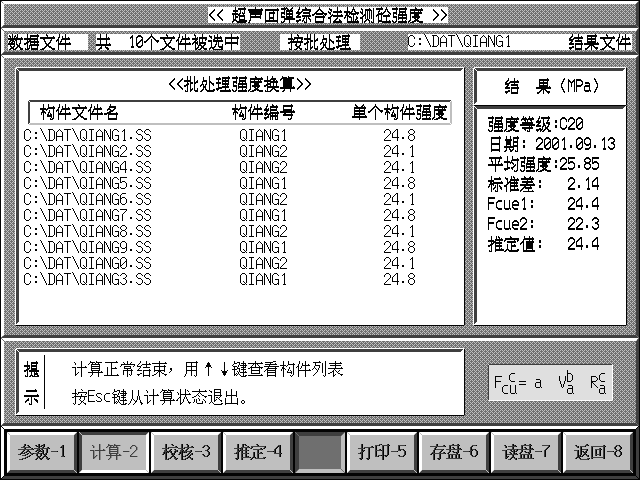 << 超声回弹综合法检测砼强度 >>
数据文件 共 10个文件被选中 按批处理 C:\DAT\QIANG1 结果文件
<<批处理强度换算>>
构件文件名 构件编号 单个构件强度
C:\DAT\QIANG1.SS QIANG1 24.8
C:\DAT\QIANG2.SS QIANG2 24.1
C:\DAT\QIANG4.SS QIANG2 24.1
C:\DAT\QIANG5.SS QIANG1 24.8
C:\DAT\QIANG6.SS QIANG2 24.1
C:\DAT\QIANG7.SS QIANG1 24.8
C:\DAT\QIANG8.SS QIANG2 24.1
C:\DAT\QIANG9.SS QIANG1 24.8
C:\DAT\QIANG0.SS QIANG2 24.1
C:\DAT\QIANG3.SS QIANG1 24.8
结 果(MPa)
强度等级:C20
日期: 2001.09.13
平均强度:25.85
标准差: 2.14
Fcue1: 24.4
Fcue2: 22.3
推定值: 24.4
提示
计算正常结束，用↑↓键查看构件列表
按Esc键从计算状态退出。
F c cu = a V b a R c a
参数-1 计算-2 校核-3 推定-4 打印-5 存盘-6 读盘-7 返回-8